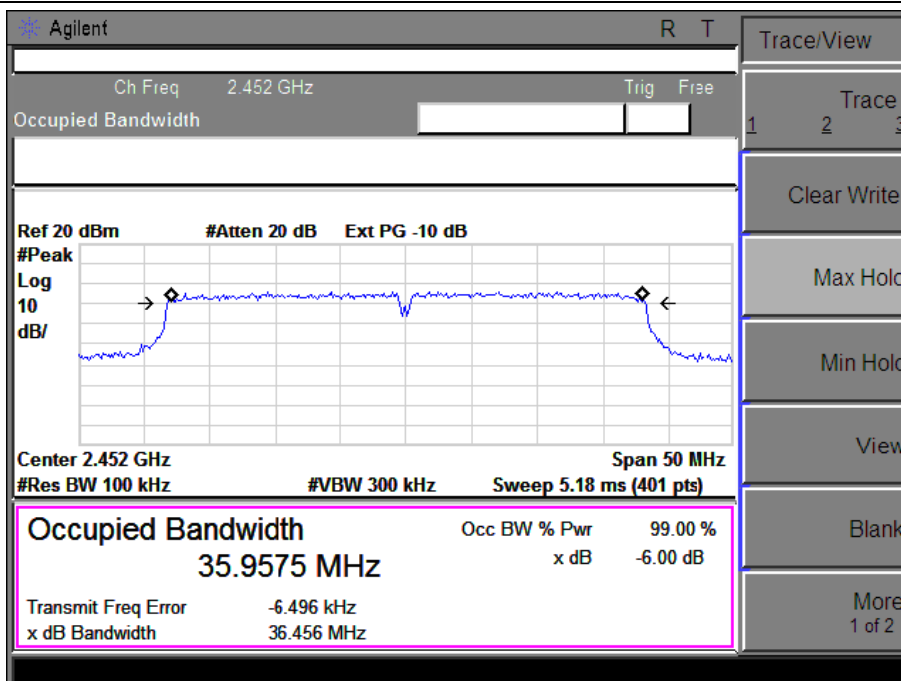 Agilent R T
Trace/View
Ch Freq 2.452 GHz Trig Free
Occupied Bandwidth
Trace
1 2 3
Clear Write
Max Hold
Min Hold
View
Blank
More
1 of 2
Ref 20 dBm #Atten 20 dB Ext PG -10 dB
#Peak
Log
10
dB/
Center 2.452 GHz Span 50 MHz
#Res BW 100 kHz #VBW 300 kHz Sweep 5.18 ms (401 pts)
Occupied Bandwidth Occ BW % Pwr 99.00 %
35.9575 MHz x dB -6.00 dB
Transmit Freq Error -6.496 kHz
x dB Bandwidth 36.456 MHz